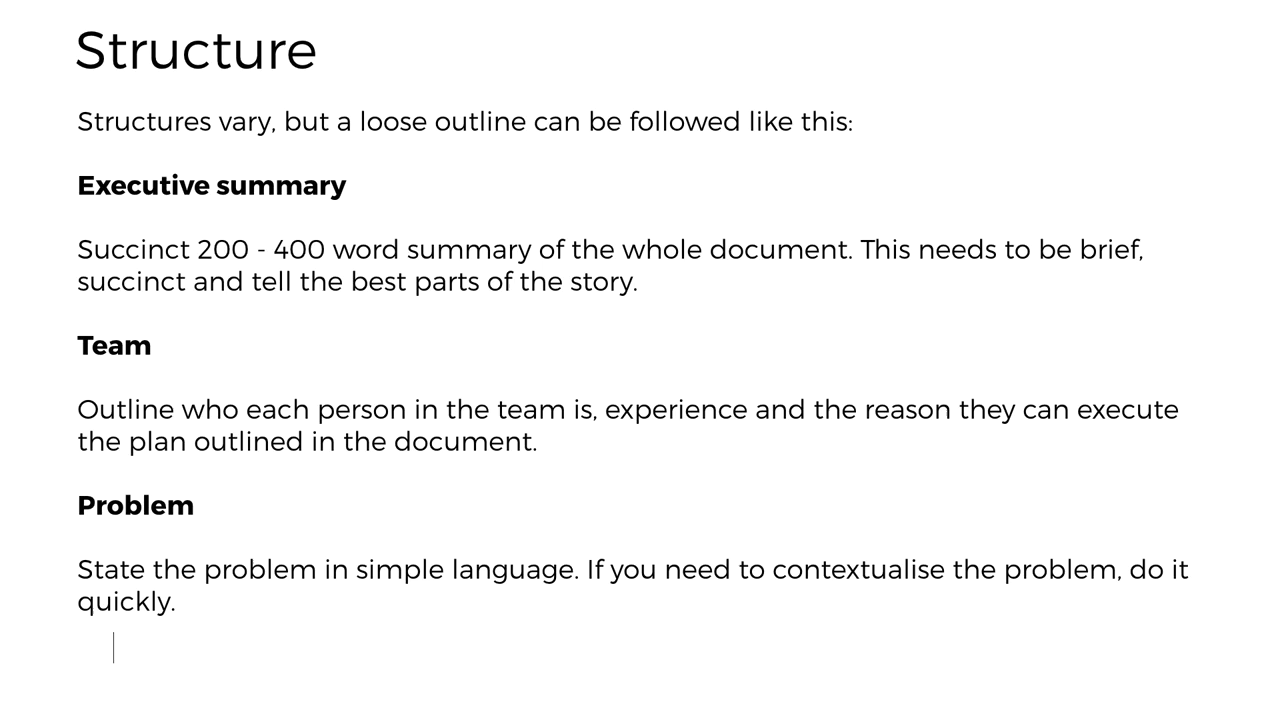 Structure
Structures vary, but a loose outline can be followed like this:
Executive summary
Succinct 200 - 400 word summary of the whole document. This needs to be brief,
succinct and tell the best parts of the story.
Team
Outline who each person in the team is, experience and the reason they can execute
the plan outlined in the document.
Problem
State the problem in simple language. If you need to contextualise the problem, do it
quickly.